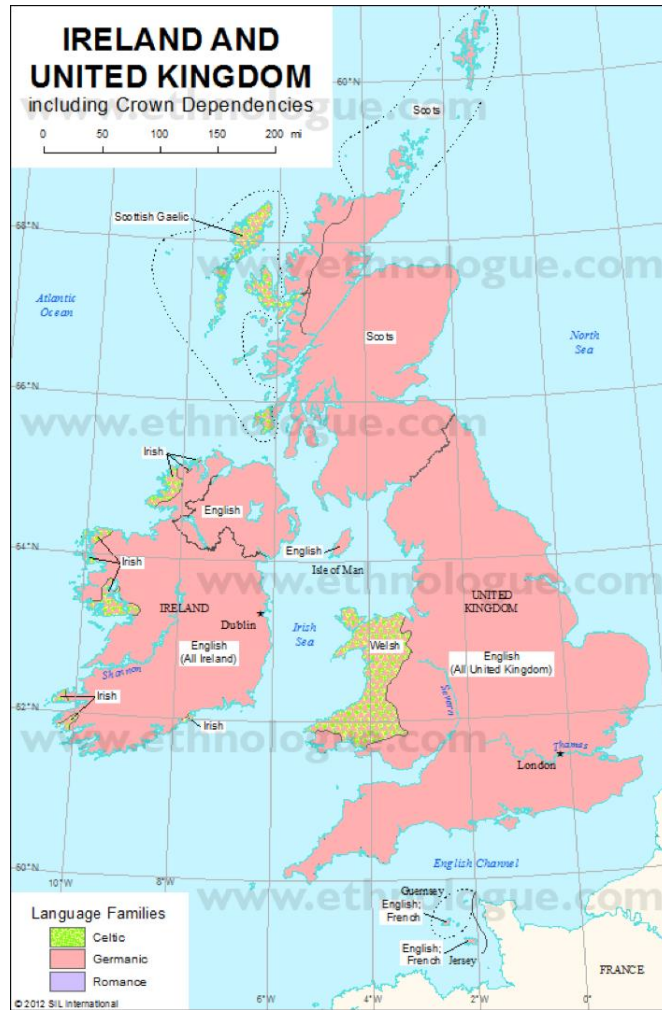 IRELAND AND
UNITED KINGDOM
including Crown Dependencies
0 50 100 150 200 mi
www.ethnologue.com
60°N
Scots
Scottish Gaelic
58°N
www.ethnologue.com
Atlantic
Ocean
North
Sea
Scots
56°N
www.ethnologue.com
Irish
English
54°N
English
Isle of Man
Irish
www.ethnologue.com
IRELAND
UNITED
KINGDOM
Dublin
Irish
Sea
Welsh
English
(All Ireland)
English
(All United Kingdom)
Shannon
Severn
52°N
Irish
Irish
www.ethnologue.com
Thames
London
English Channel
50°N
10°W
8°W
www.ethnologue.com
Guernsey
English;
French
English;
French
Jersey
FRANCE
Language Families
Celtic
Germanic
Romance
6°W
4°W
2°W
© 2012 SIL International